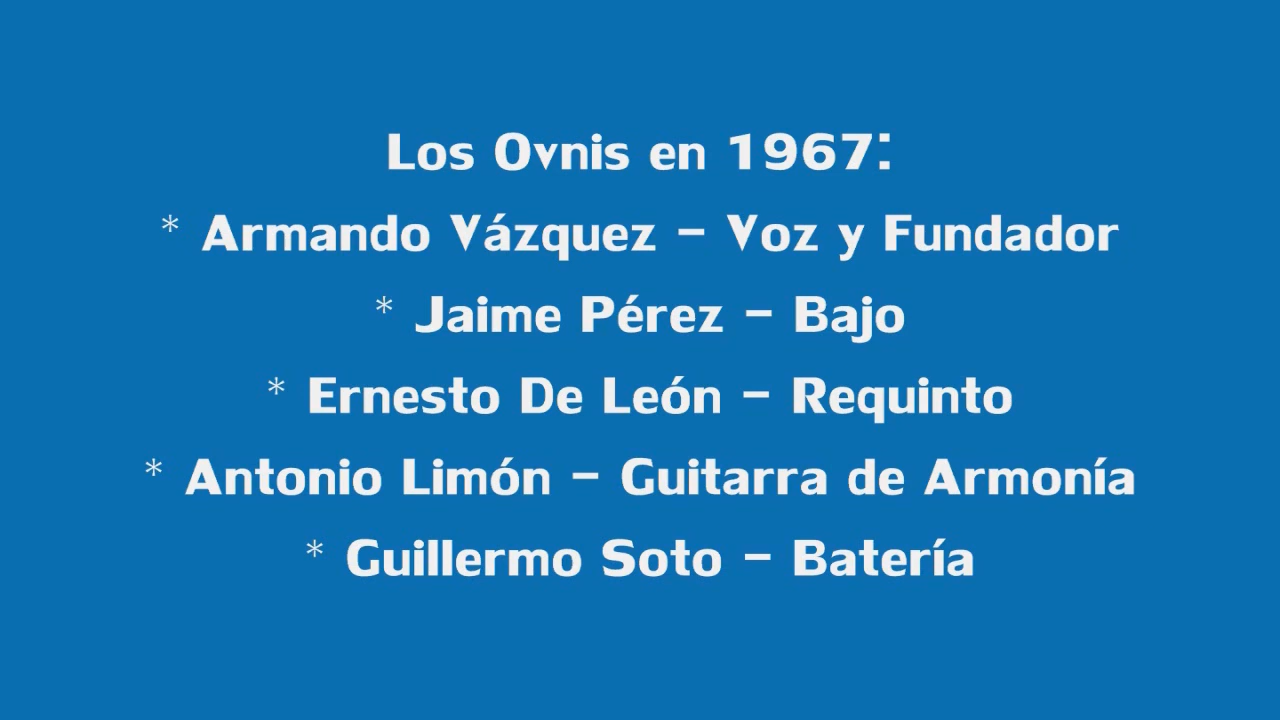 Los Ovnis en 1967:
* Armando Vázquez - Voz y Fundador
* Jaime Pérez - Bajo
* Ernesto De León - Requinto
* Antonio Limón - Guitarra de Armonía
* Guillermo Soto - Batería